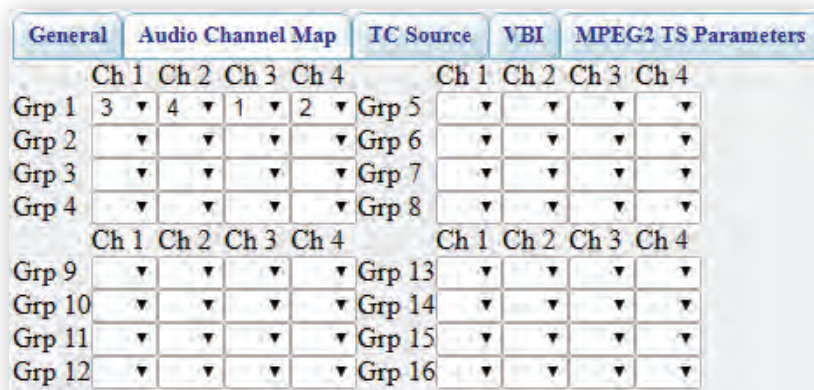 General Audio Channel Map TC Source VBI MPEG2 TS Parameters
Ch 1 Ch 2 Ch 3 Ch 4 Ch 1 Ch 2 Ch 3 Ch 4
Grp 1 3 4 1 2 Grp 5
Grp 2 Grp 6
Grp 3 Grp 7
Grp 4 Grp 8
Ch 1 Ch 2 Ch 3 Ch 4 Ch 1 Ch 2 Ch 3 Ch 4
Grp 9 Grp 13
Grp 10 Grp 14
Grp 11 Grp 15
Grp 12 Grp 16